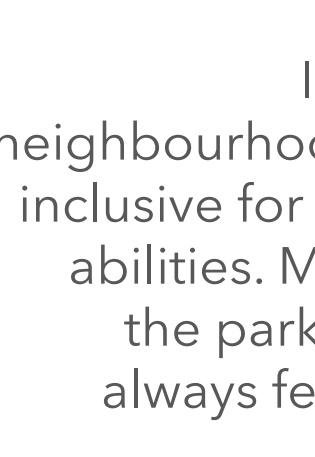 I
neighbourhoo
inclusive for
abilities. M
the park
always fe